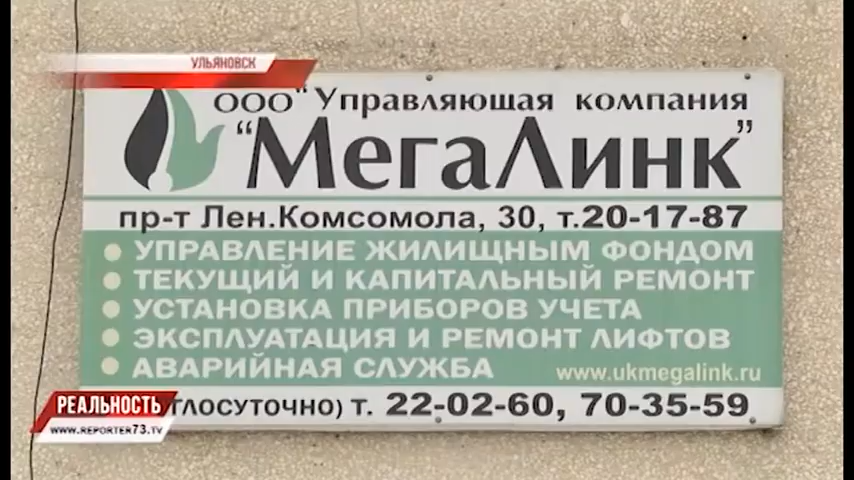 УЛЬЯНОВСК
ООО "Управляющая компания
"МегаЛинк"
пр-т Лен.Комсомола, 30, т.20-17-87
УПРАВЛЕНИЕ ЖИЛИЩНЫМ ФОНДОМ
ТЕКУЩИЙ И КАПИТАЛЬНЫЙ РЕМОНТ
УСТАНОВКА ПРИБОРОВ УЧЕТА
ЭКСПЛУАТАЦИЯ И РЕМОНТ ЛИФТОВ
АВАРИЙНАЯ СЛУЖБА
www.ukmegalink.ru
ГЛОСУТОЧНО) т. 22-02-60, 70-35-59
РЕАЛЬНОСТЬ
WWW.REPORTER73.TV